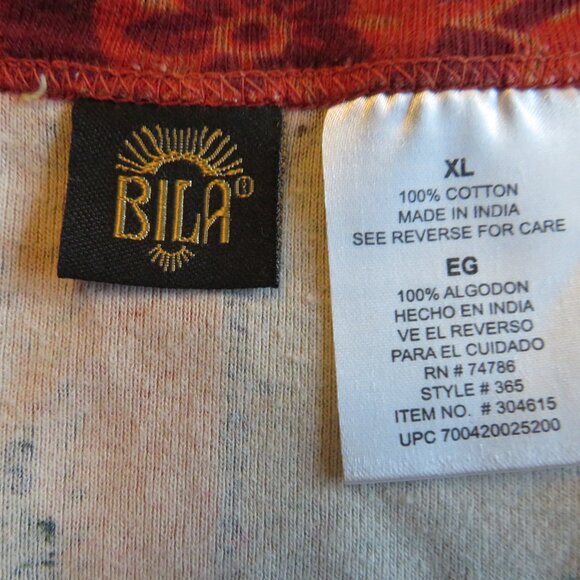 BILA®
XL
100% COTTON
MADE IN INDIA
SEE REVERSE FOR CARE
EG
100% ALGODON
HECHO EN INDIA
VE EL REVERSO
PARA EL CUIDADO
RN # 74786
STYLE # 365
ITEM NO. # 304615
UPC 700420025200